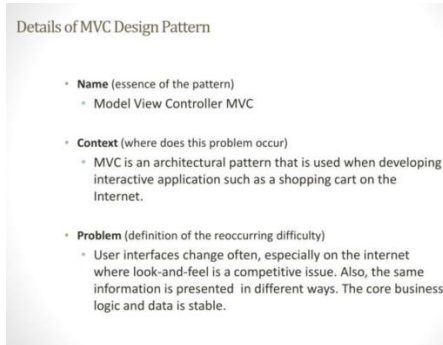 Details of MVC Design Pattern
• Name (essence of the pattern)
• Model View Controller MVC
• Context (where does this problem occur)
• MVC is an architectural pattern that is used when developing
interactive application such as a shopping cart on the
Internet.
• Problem (definition of the reoccurring difficulty)
• User interfaces change often, especially on the internet
where look-and-feel is a competitive issue. Also, the same
information is presented in different ways. The core business
logic and data is stable.